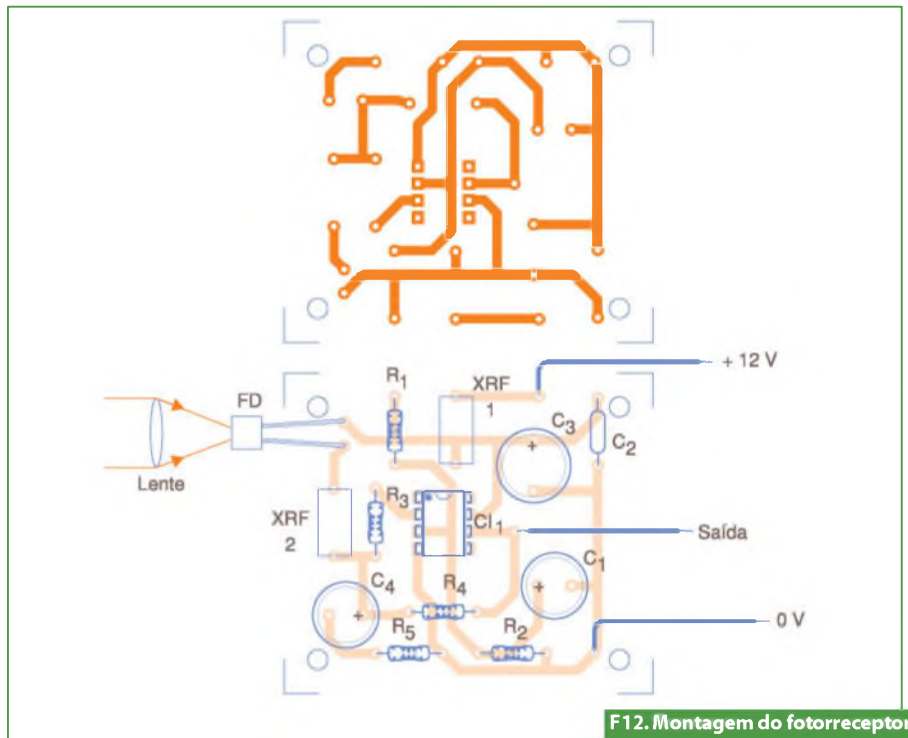 R1
XRF
1
+ 12 V
FD
C3
C2
Lente
R3
CI1
XRF
2
Saída
C4
C1
R4
0 V
R5
R2
F12. Montagem do fotorreceptor